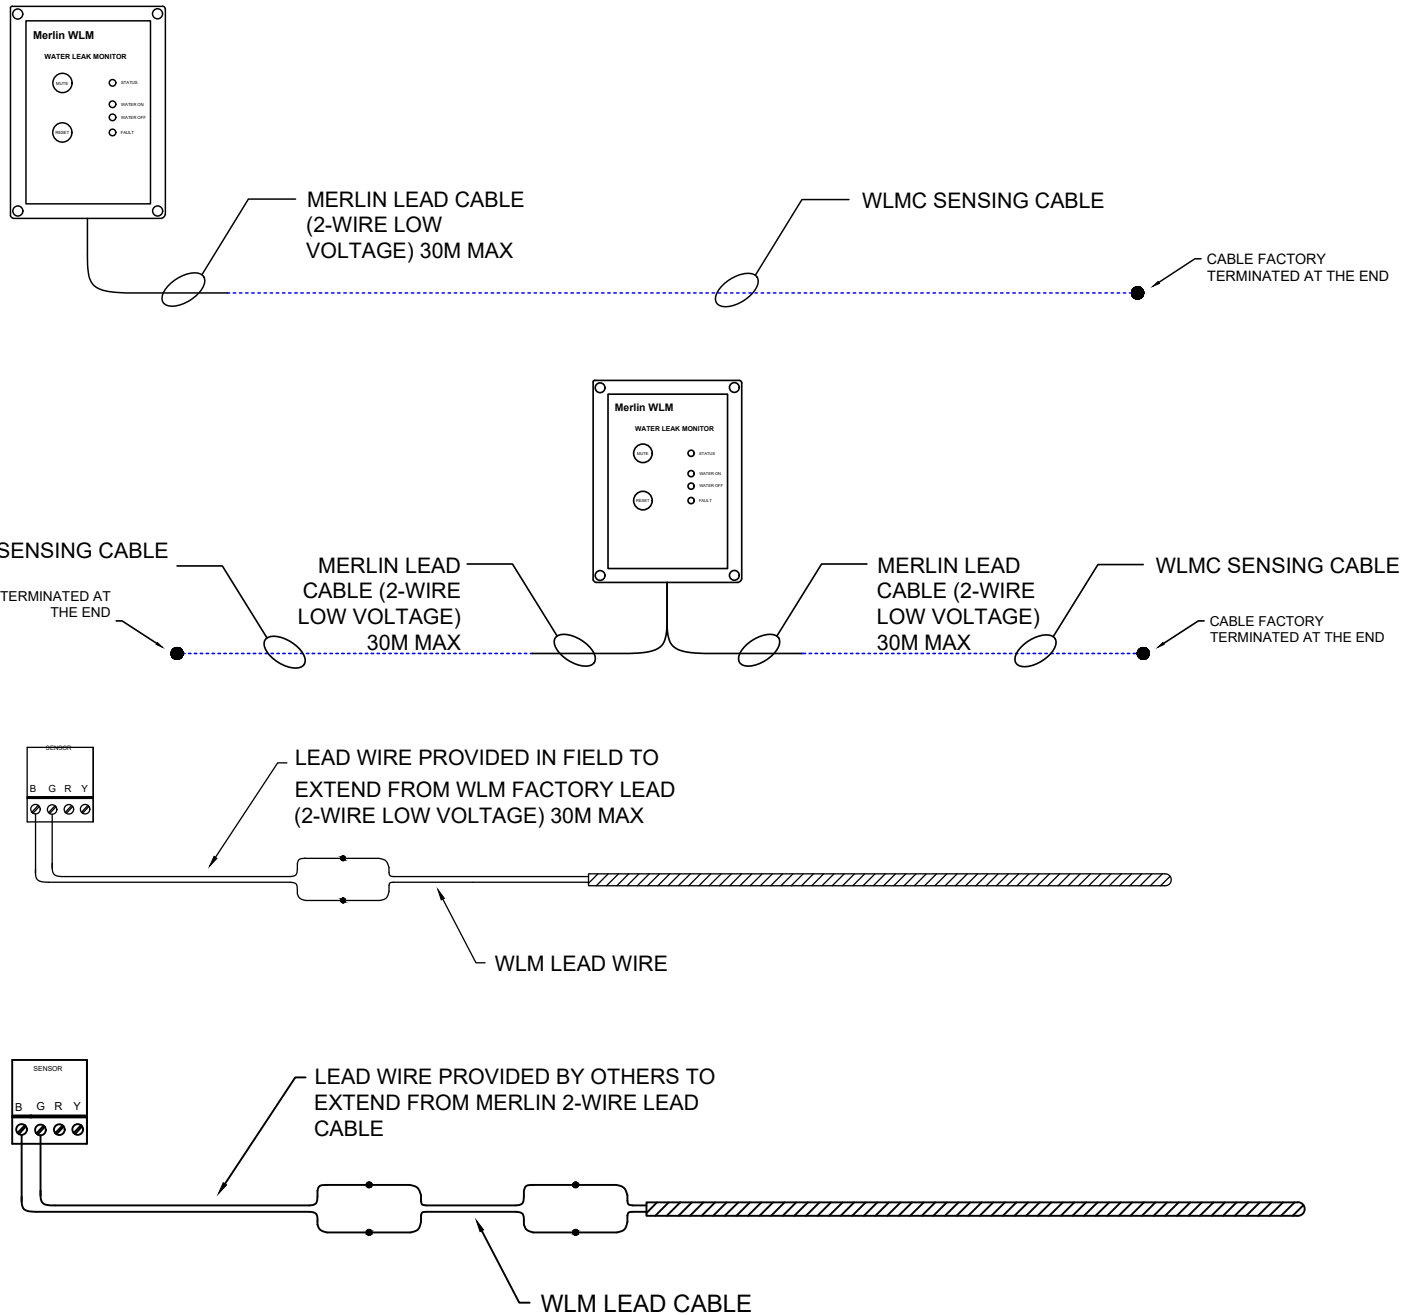 Merlin WLM
WATER LEAK MONITOR
MUTE
STATUS
WATER ON
WATER OFF
RESET
FAULT
MERLIN LEAD CABLE
(2-WIRE LOW
VOLTAGE) 30M MAX
WLMC SENSING CABLE
CABLE FACTORY
TERMINATED AT THE END
Merlin WLM
WATER LEAK MONITOR
MUTE
STATUS
WATER ON
WATER OFF
RESET
FAULT
SENSING CABLE
TERMINATED AT
THE END
MERLIN LEAD
CABLE (2-WIRE
LOW VOLTAGE)
30M MAX
MERLIN LEAD
CABLE (2-WIRE
LOW VOLTAGE)
30M MAX
WLMC SENSING CABLE
CABLE FACTORY
TERMINATED AT THE END
SENSOR
B G R Y
LEAD WIRE PROVIDED IN FIELD TO
EXTEND FROM WLM FACTORY LEAD
(2-WIRE LOW VOLTAGE) 30M MAX
WLM LEAD WIRE
SENSOR
B G R Y
LEAD WIRE PROVIDED BY OTHERS TO
EXTEND FROM MERLIN 2-WIRE LEAD
CABLE
WLM LEAD CABLE